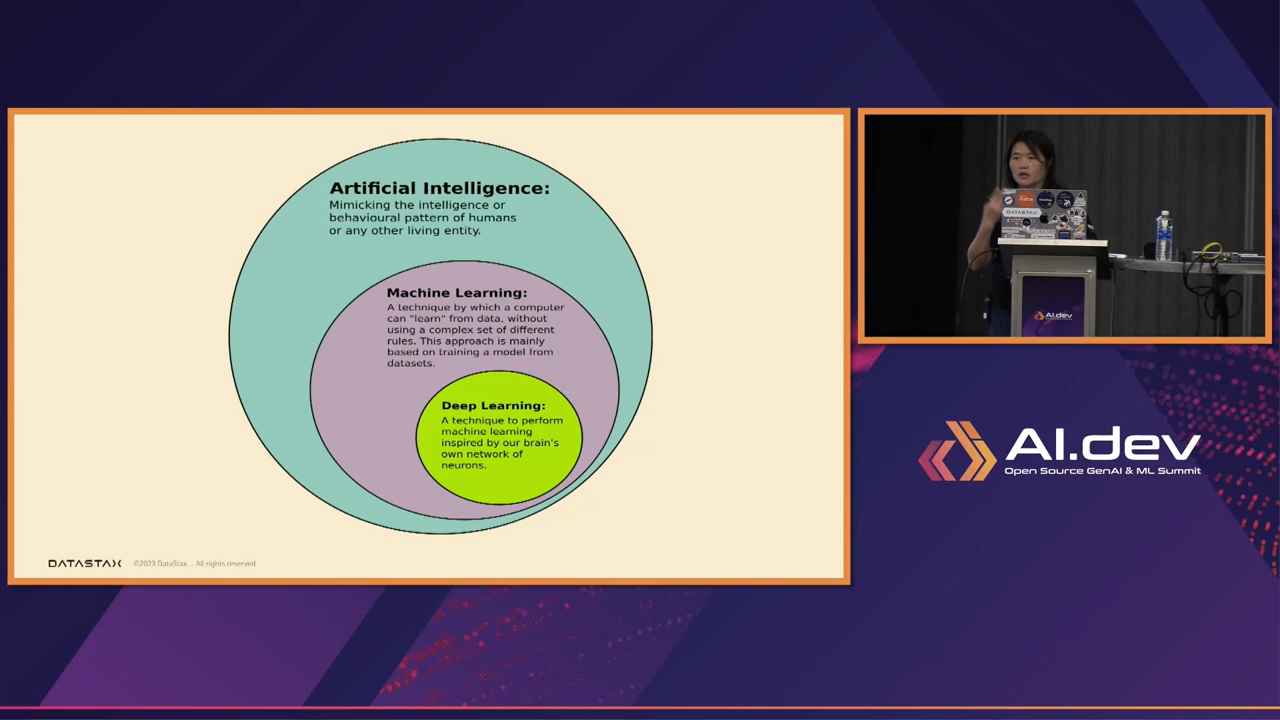 Artificial Intelligence:
Mimicking the intelligence or
behavioural pattern of humans
or any other living entity.
Machine Learning:
A technique by which a computer
can "learn" from data, without
using a complex set of different
rules. This approach is mainly
based on training a model from
datasets.
Deep Learning:
A technique to perform
machine learning
inspired by our brain's
own network of
neurons.
DATASTAX
©2023 DataStax. - All rights reserved
DATASTAX
AI.dev
AI.dev
Open Source GenAI & ML Summit